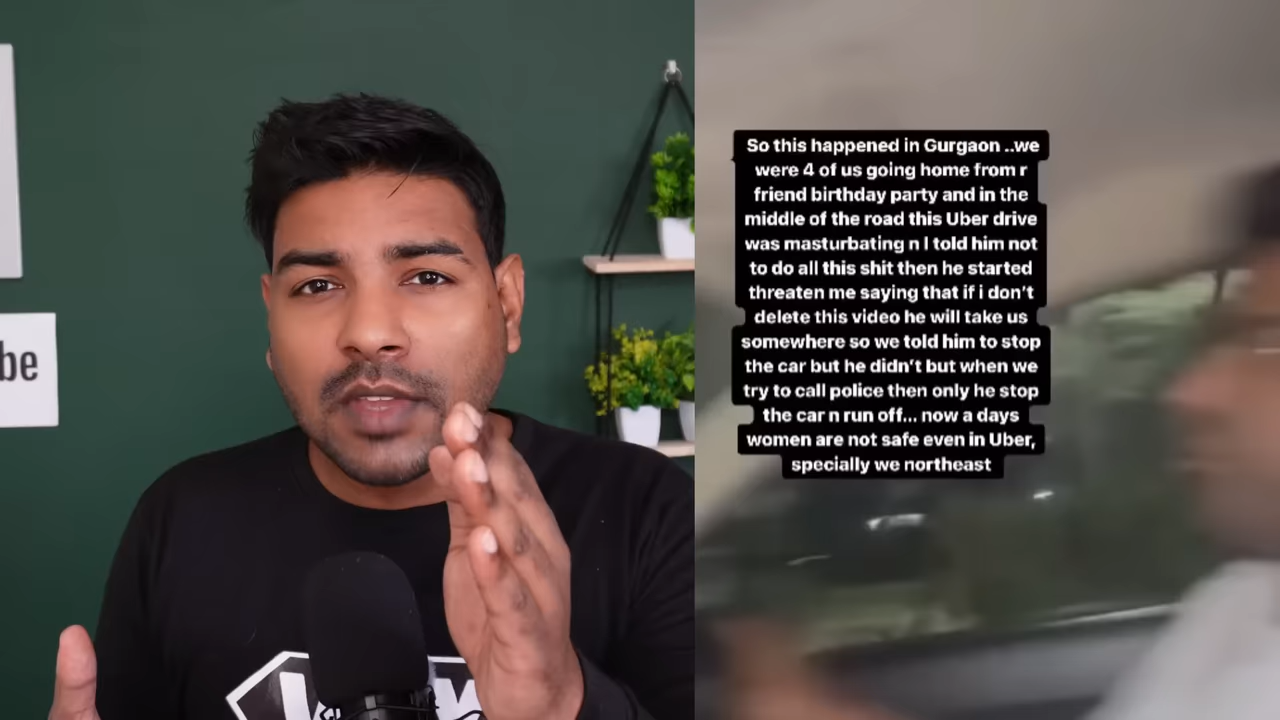 be
So this happened in Gurgaon ..we
were 4 of us going home from r
friend birthday party and in the
middle of the road this Uber drive
was masturbating n I told him not
to do all this shit then he started
threaten me saying that if i don't
delete this video he will take us
somewhere so we told him to stop
the car but he didn't but when we
try to call police then only he stop
the car n run off... now a days
women are not safe even in Uber,
specially we northeast